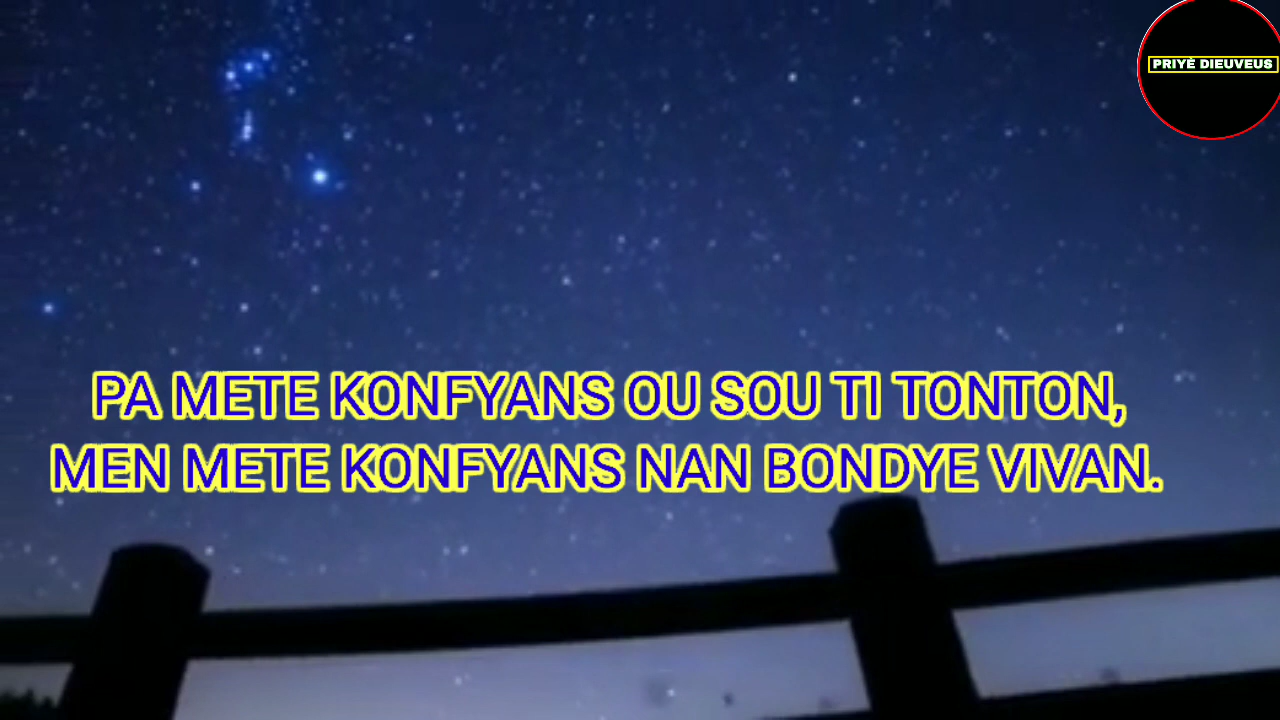 PRIYÈ DIEUVEUS
PA METE KONFYANS OU SOU TI TONTON,
MEN METE KONFYANS NAN BONDYE VIVAN.